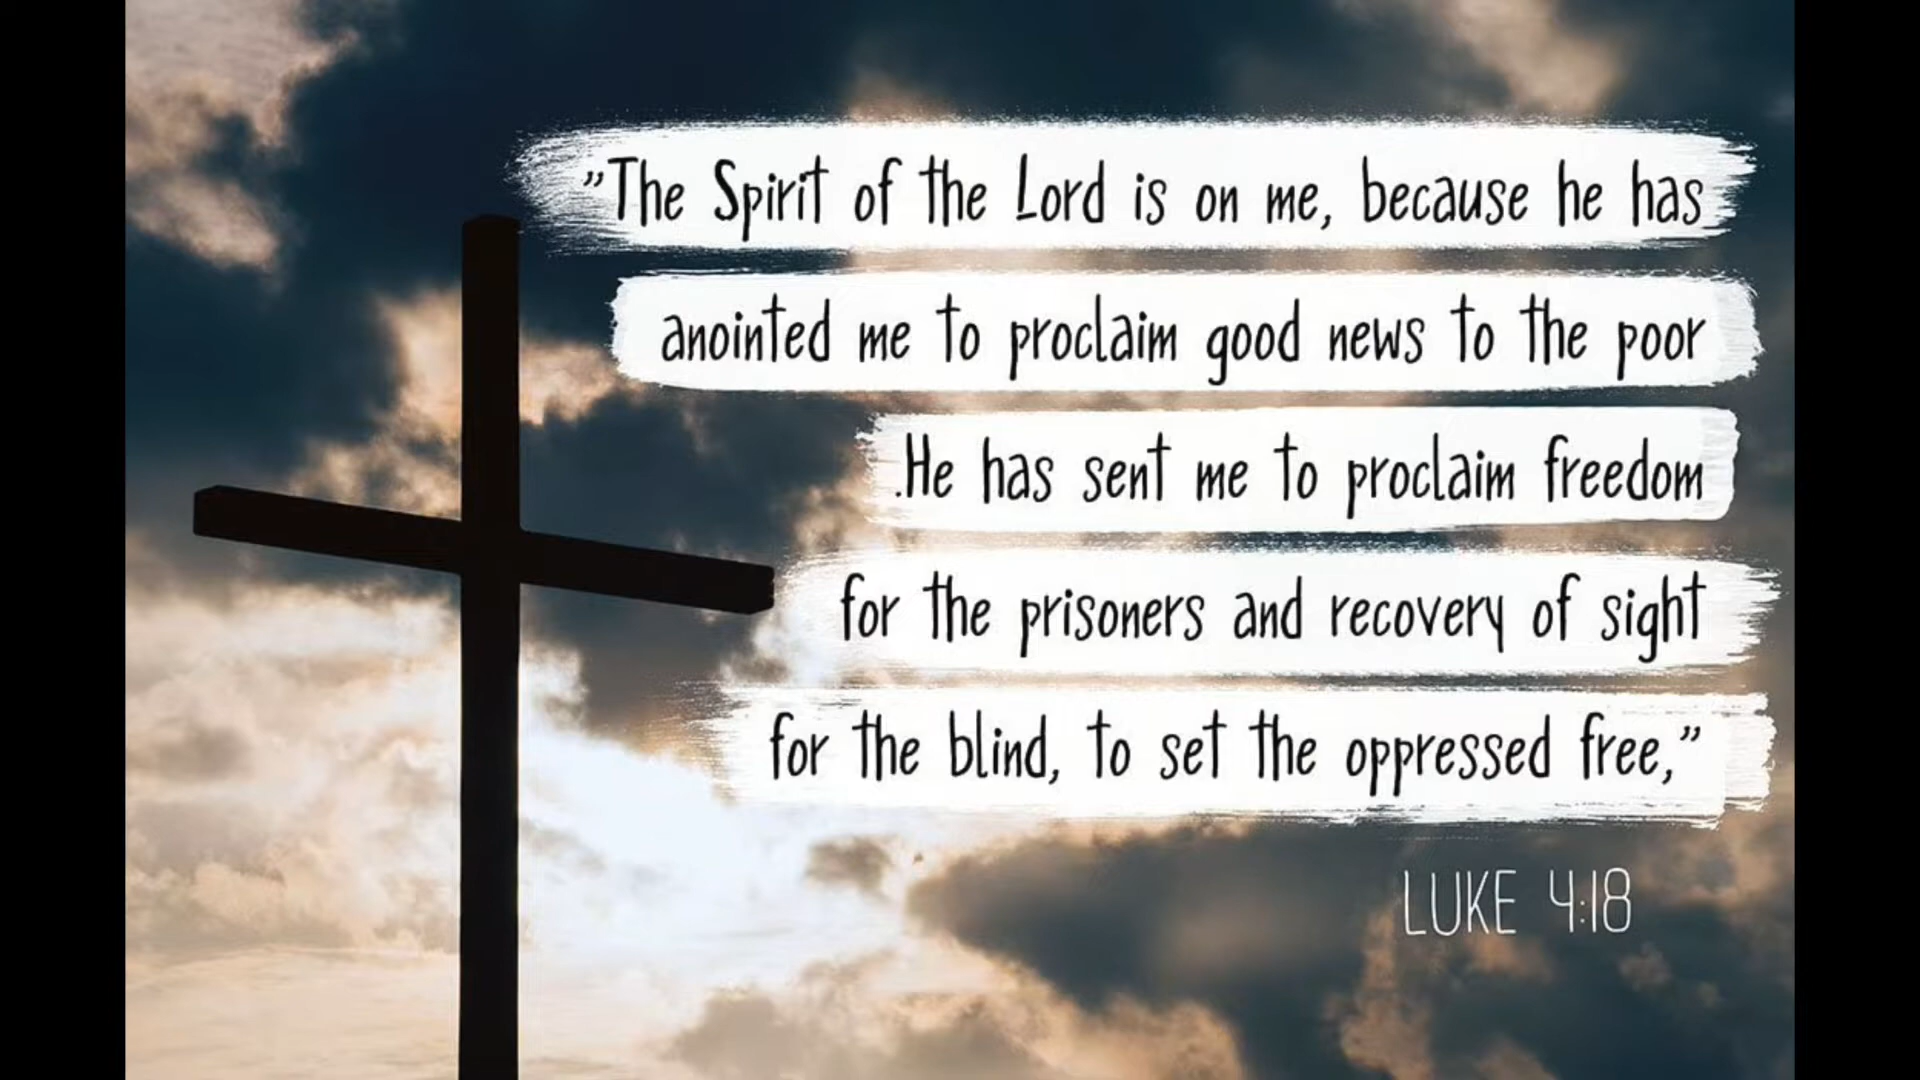 ”The Spirit of the Lord is on me, because he has
anointed me to proclaim good news to the poor
.He has sent me to proclaim freedom
for the prisoners and recovery of sight
for the blind, to set the oppressed free,”
LUKE 4:18